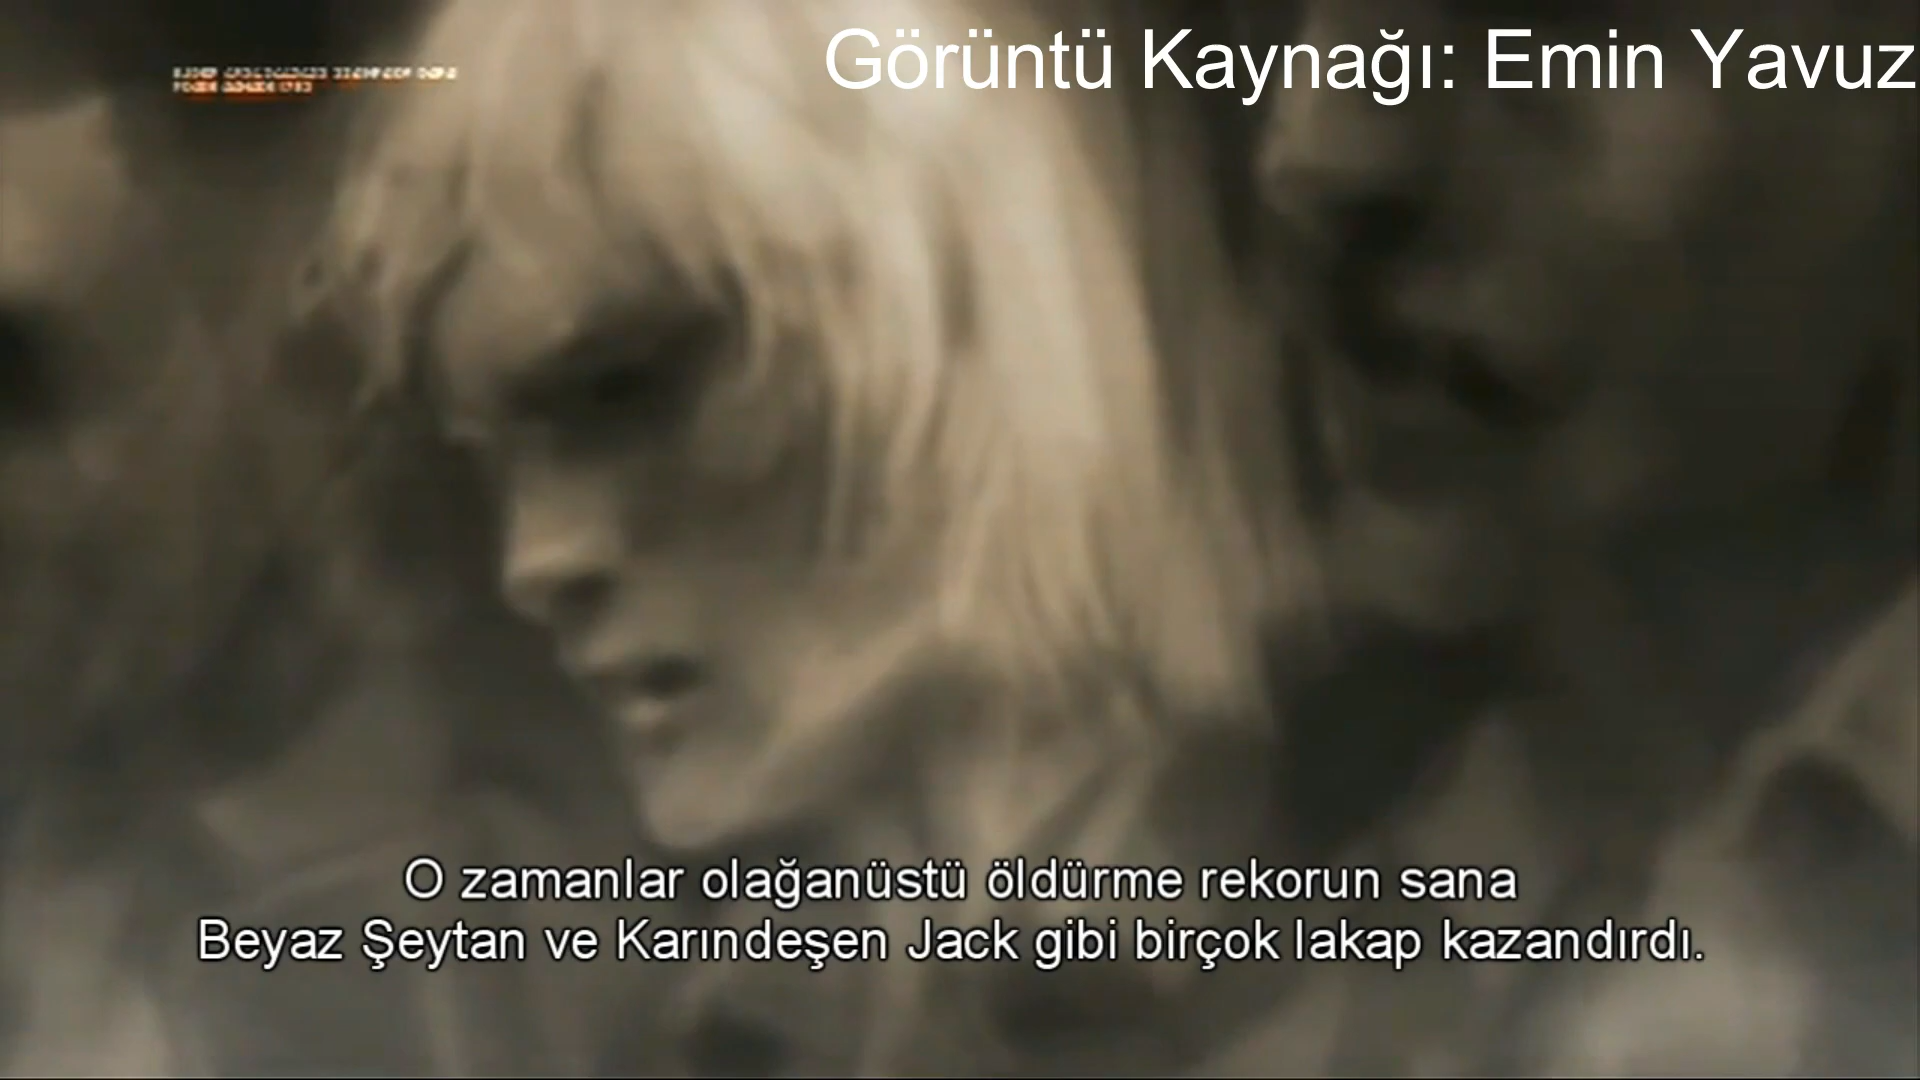 Görüntü Kaynağı: Emin Yavuz
O zamanlar olağanüstü öldürme rekorun sana
Beyaz Şeytan ve Karındeşen Jack gibi birçok lakap kazandırdı.